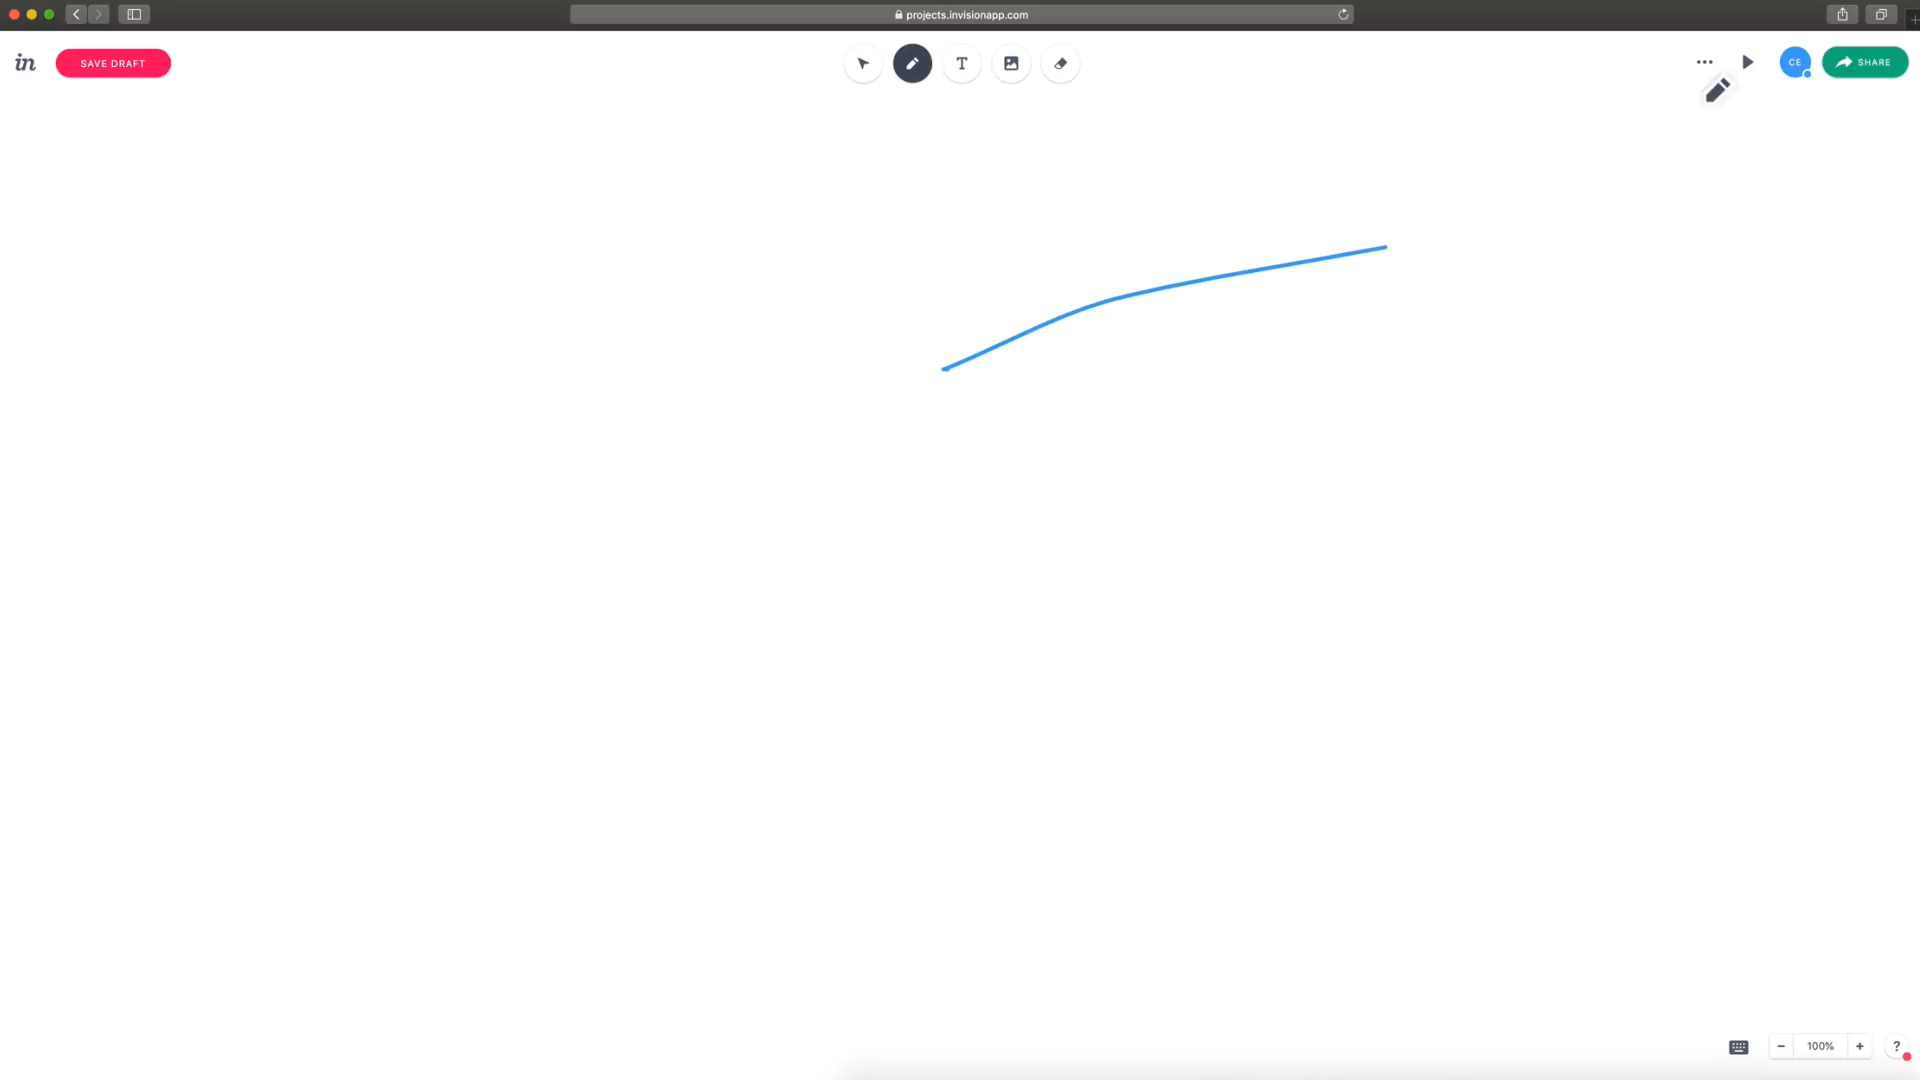 projects.invisionapp.com
in
SAVE DRAFT
T
CE
SHARE
100%
?